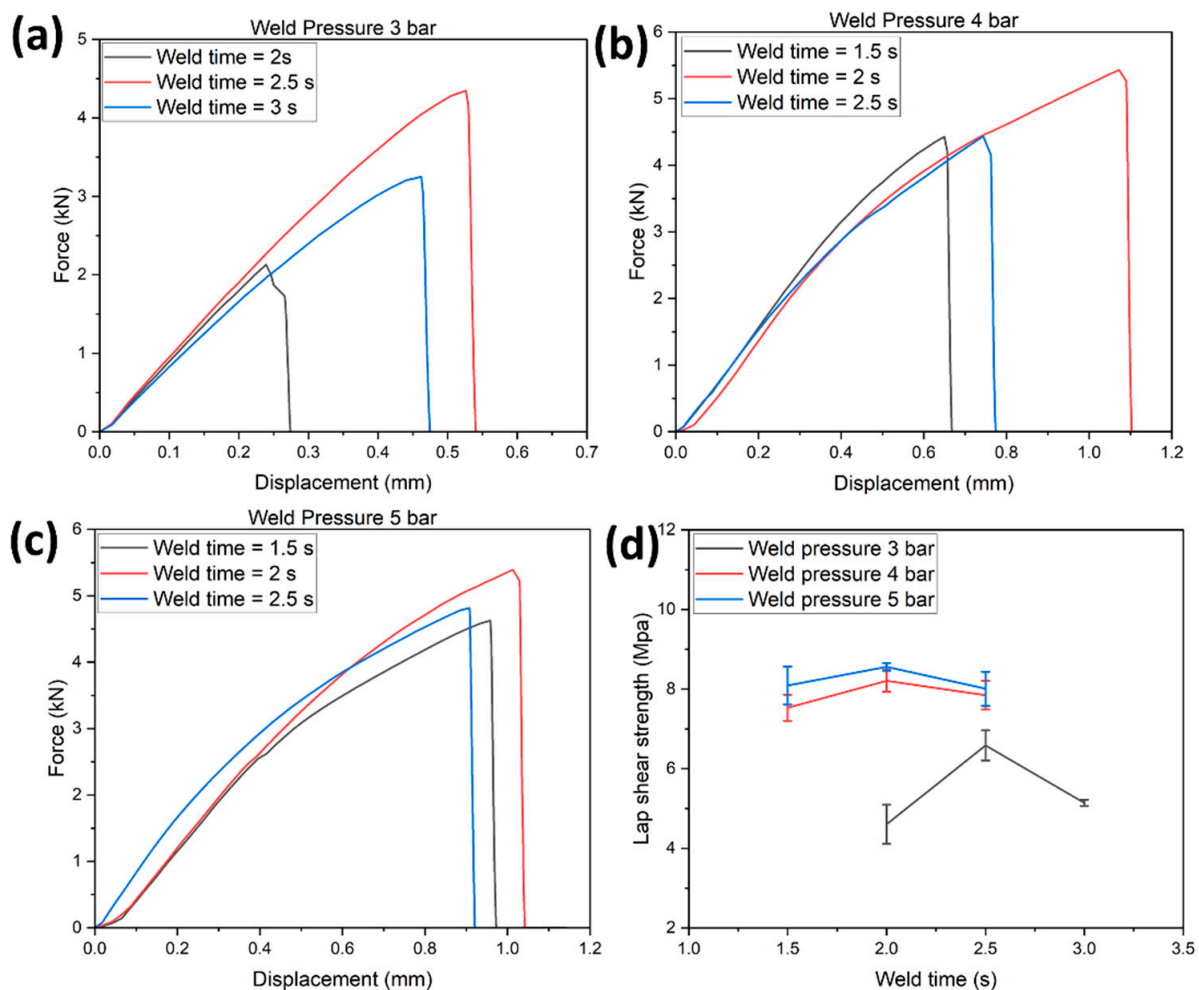 (a)
Weld Pressure 3 bar
Weld time = 2s
Weld time = 2.5 s
Weld time = 3 s
5
4
3
2
1
0
Force (kN)
0.0 0.1 0.2 0.3 0.4 0.5 0.6 0.7
Displacement (mm)
(b)
Weld Pressure 4 bar
Weld time = 1.5 s
Weld time = 2 s
Weld time = 2.5 s
6
5
4
3
2
1
0
Force (kN)
0.0 0.2 0.4 0.6 0.8 1.0 1.2
Displacement (mm)
(c)
Weld Pressure 5 bar
Weld time = 1.5 s
Weld time = 2 s
Weld time = 2.5 s
6
5
4
3
2
1
0
Force (kN)
0.0 0.2 0.4 0.6 0.8 1.0 1.2
Displacement (mm)
(d)
Weld pressure 3 bar
Weld pressure 4 bar
Weld pressure 5 bar
12
10
8
6
4
2
Lap shear strength (Mpa)
1.0 1.5 2.0 2.5 3.0 3.5
Weld time (s)